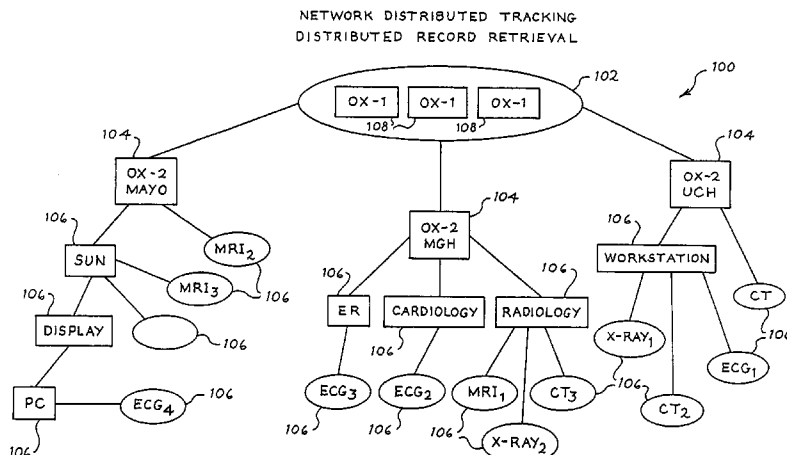 NETWORK DISTRIBUTED TRACKING
DISTRIBUTED RECORD RETRIEVAL
102
100
OX-1 OX-1 OX-1
108 108
104
OX-2
MAYO
104
OX-2
UCH
104
OX-2
MGH
106
SUN
MRI2
106
MRI3
106
106
DISPLAY
106
PC
106
ECG4
106
106
ER
CARDIOLOGY
106
RADIOLOGY
106
ECG3
106
ECG2
106
MRI1
106
X-RAY2
CT3
106
106
WORKSTATION
X-RAY1
CT2
ECG1
CT
106